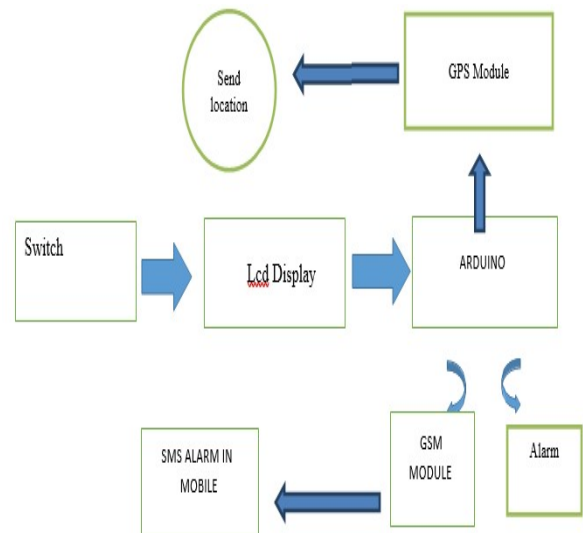 Send
location
GPS Module
Switch
Lcd Display
ARDUINO
SMS ALARM IN
MOBILE
GSM
MODULE
Alarm